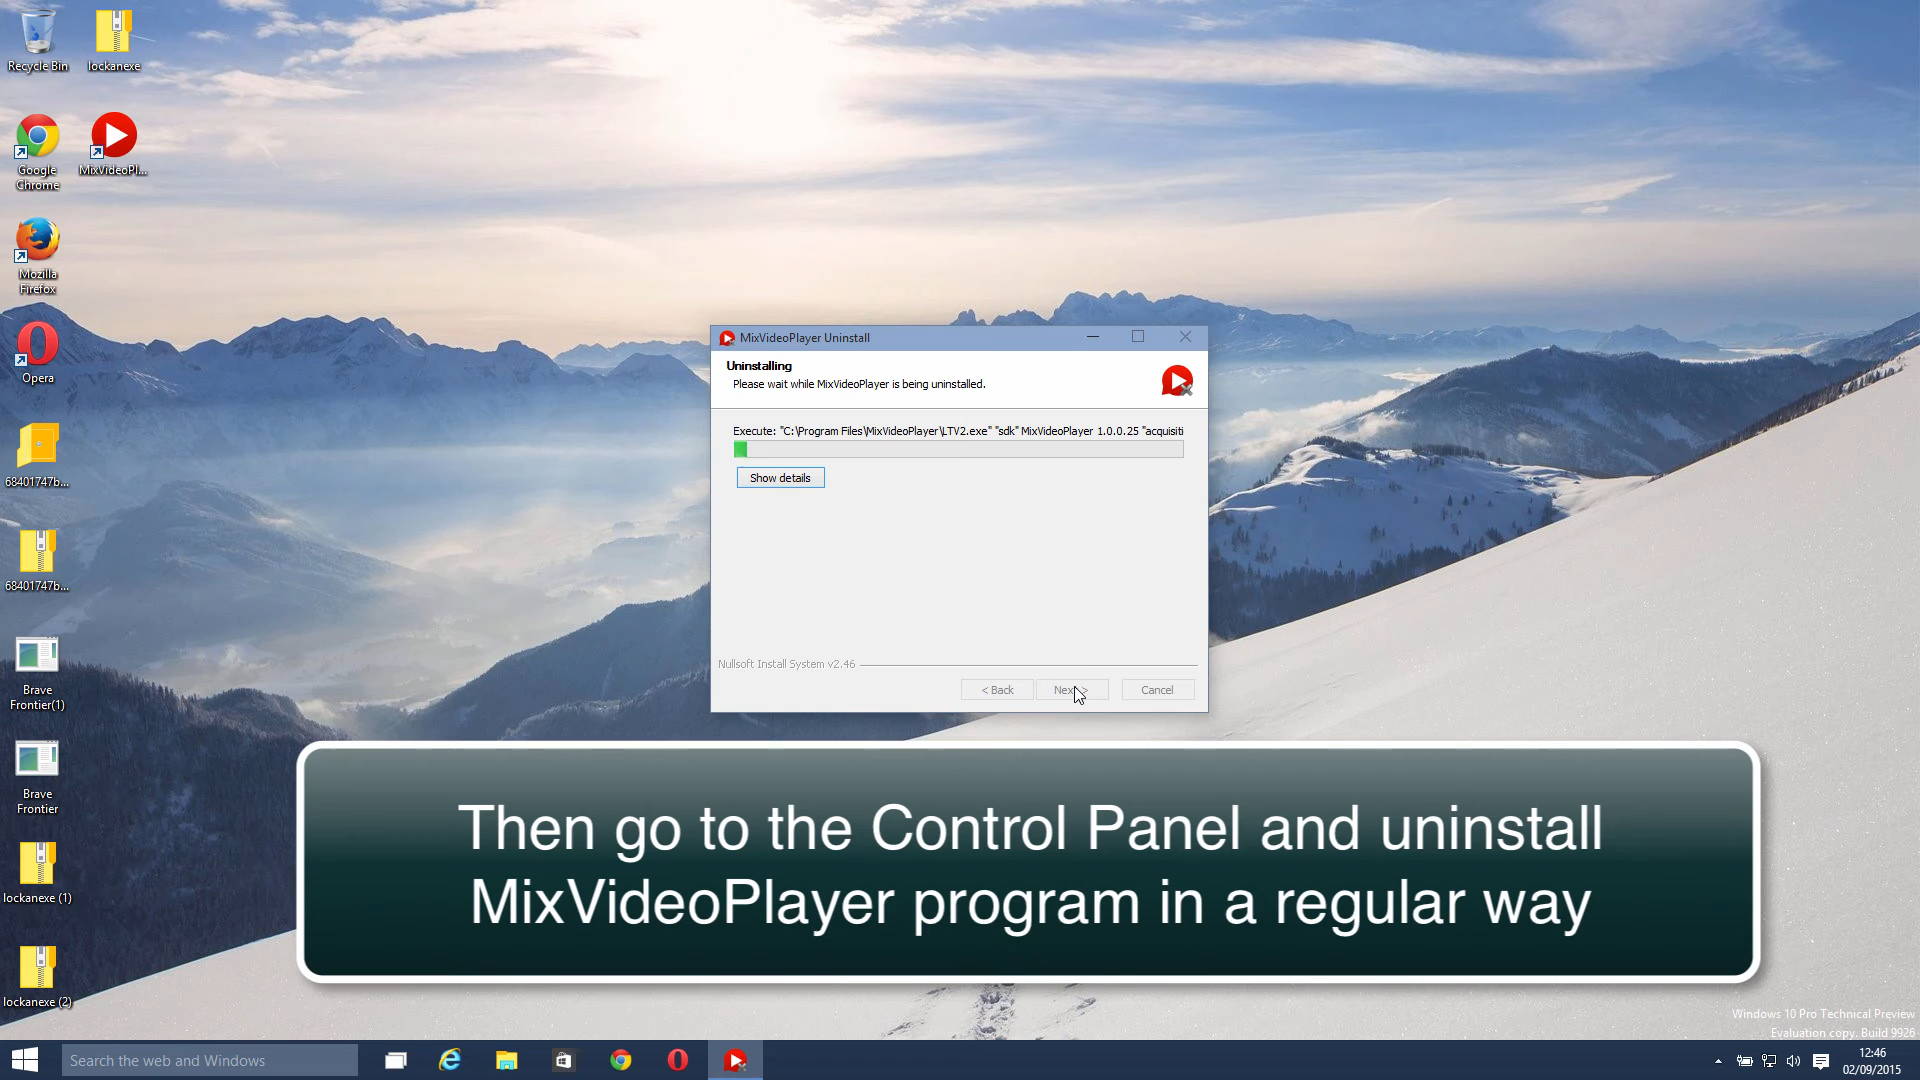 Recycle Bin
lockanexe
Google
Chrome
MixVideoPl...
Mozilla
Firefox
Opera
68401747b...
68401747b...
Brave
Frontier(1)
Brave
Frontier
lockanexe (1)
lockanexe (2)
MixVideoPlayer Uninstall
Uninstalling
Please wait while MixVideoPlayer is being uninstalled.
Execute: "C:\Program Files\MixVideoPlayer\LTV2.exe" "sdk" MixVideoPlayer 1.0.0.25 "acquisiti
Show details
Nullsoft Install System v2.46
< Back
Next >
Cancel
Then go to the Control Panel and uninstall
MixVideoPlayer program in a regular way
Windows 10 Pro Technical Preview
Evaluation copy. Build 9926
Search the web and Windows
12:46
02/09/2015